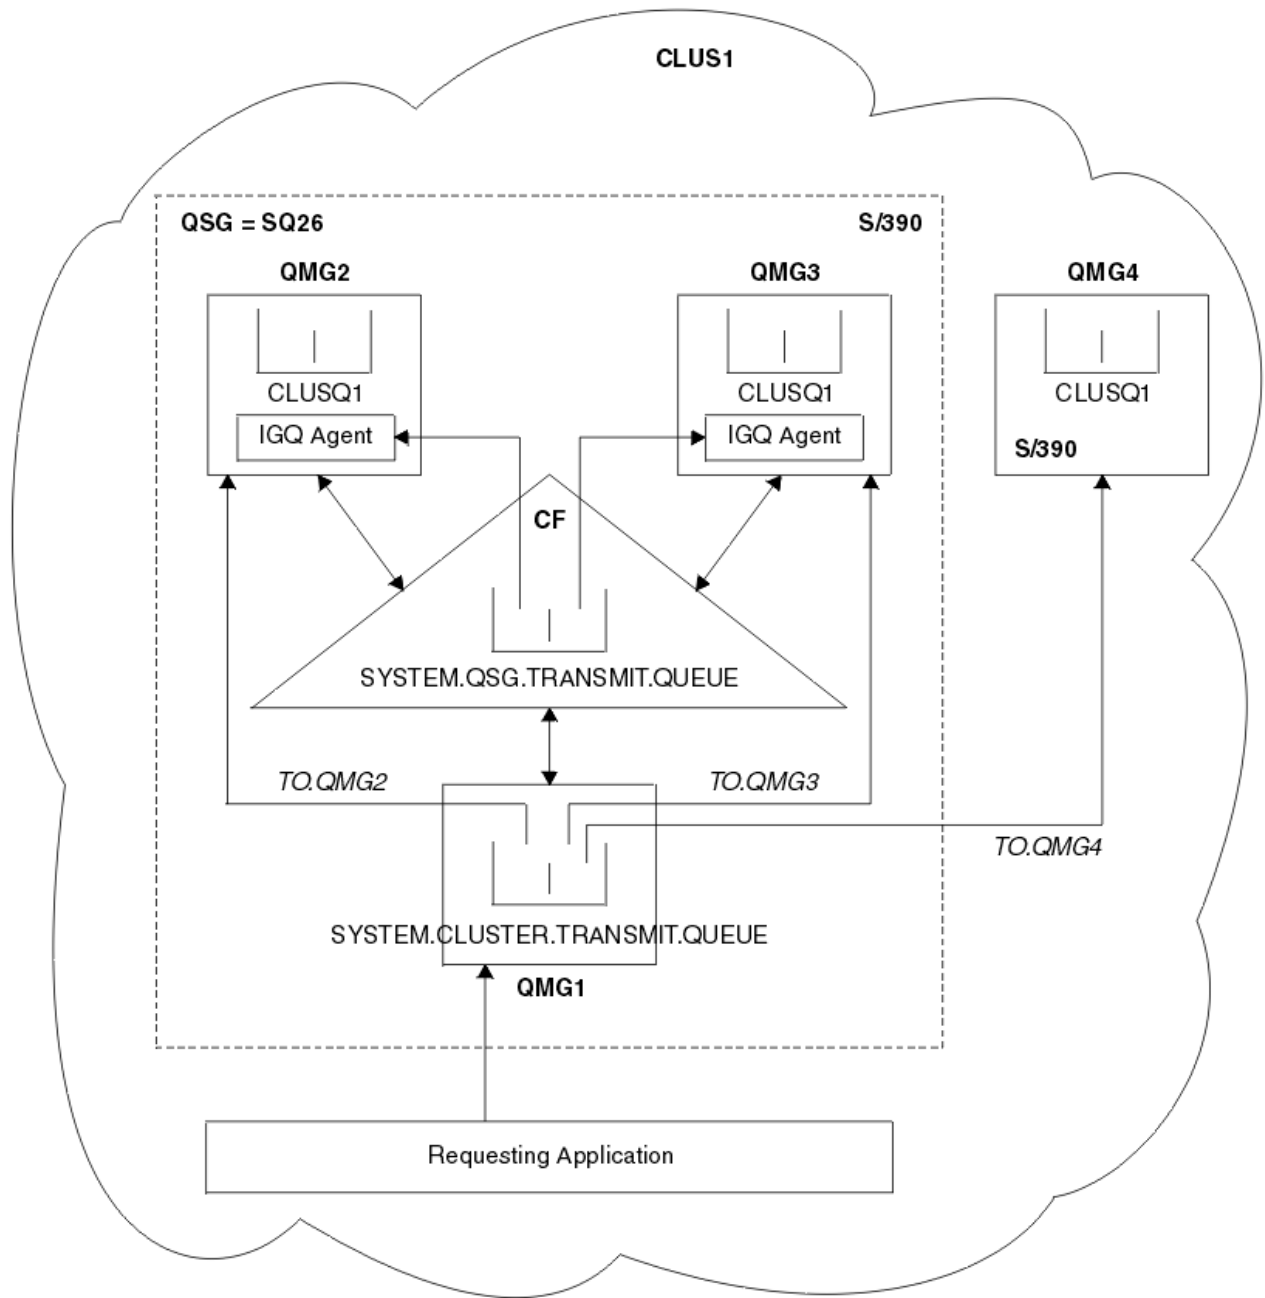 CLUS1
QSG = SQ26
S/390
QMG2
QMG3
QMG4
CLUSQ1
CLUSQ1
CLUSQ1
IGQ Agent
IGQ Agent
S/390
CF
SYSTEM.QSG.TRANSMIT.QUEUE
TO.QMG2
TO.QMG3
TO.QMG4
SYSTEM.CLUSTER.TRANSMIT.QUEUE
QMG1
Requesting Application